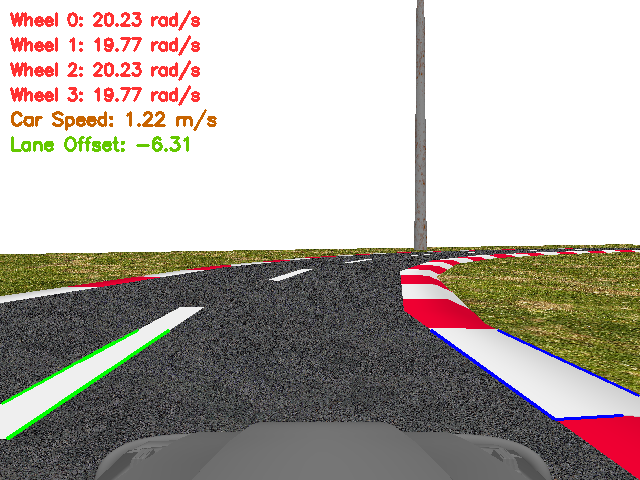 Wheel 0: 20.23 rad/s
Wheel 1: 19.77 rad/s
Wheel 2: 20.23 rad/s
Wheel 3: 19.77 rad/s
Car Speed: 1.22 m/s
Lane Offset: -6.31